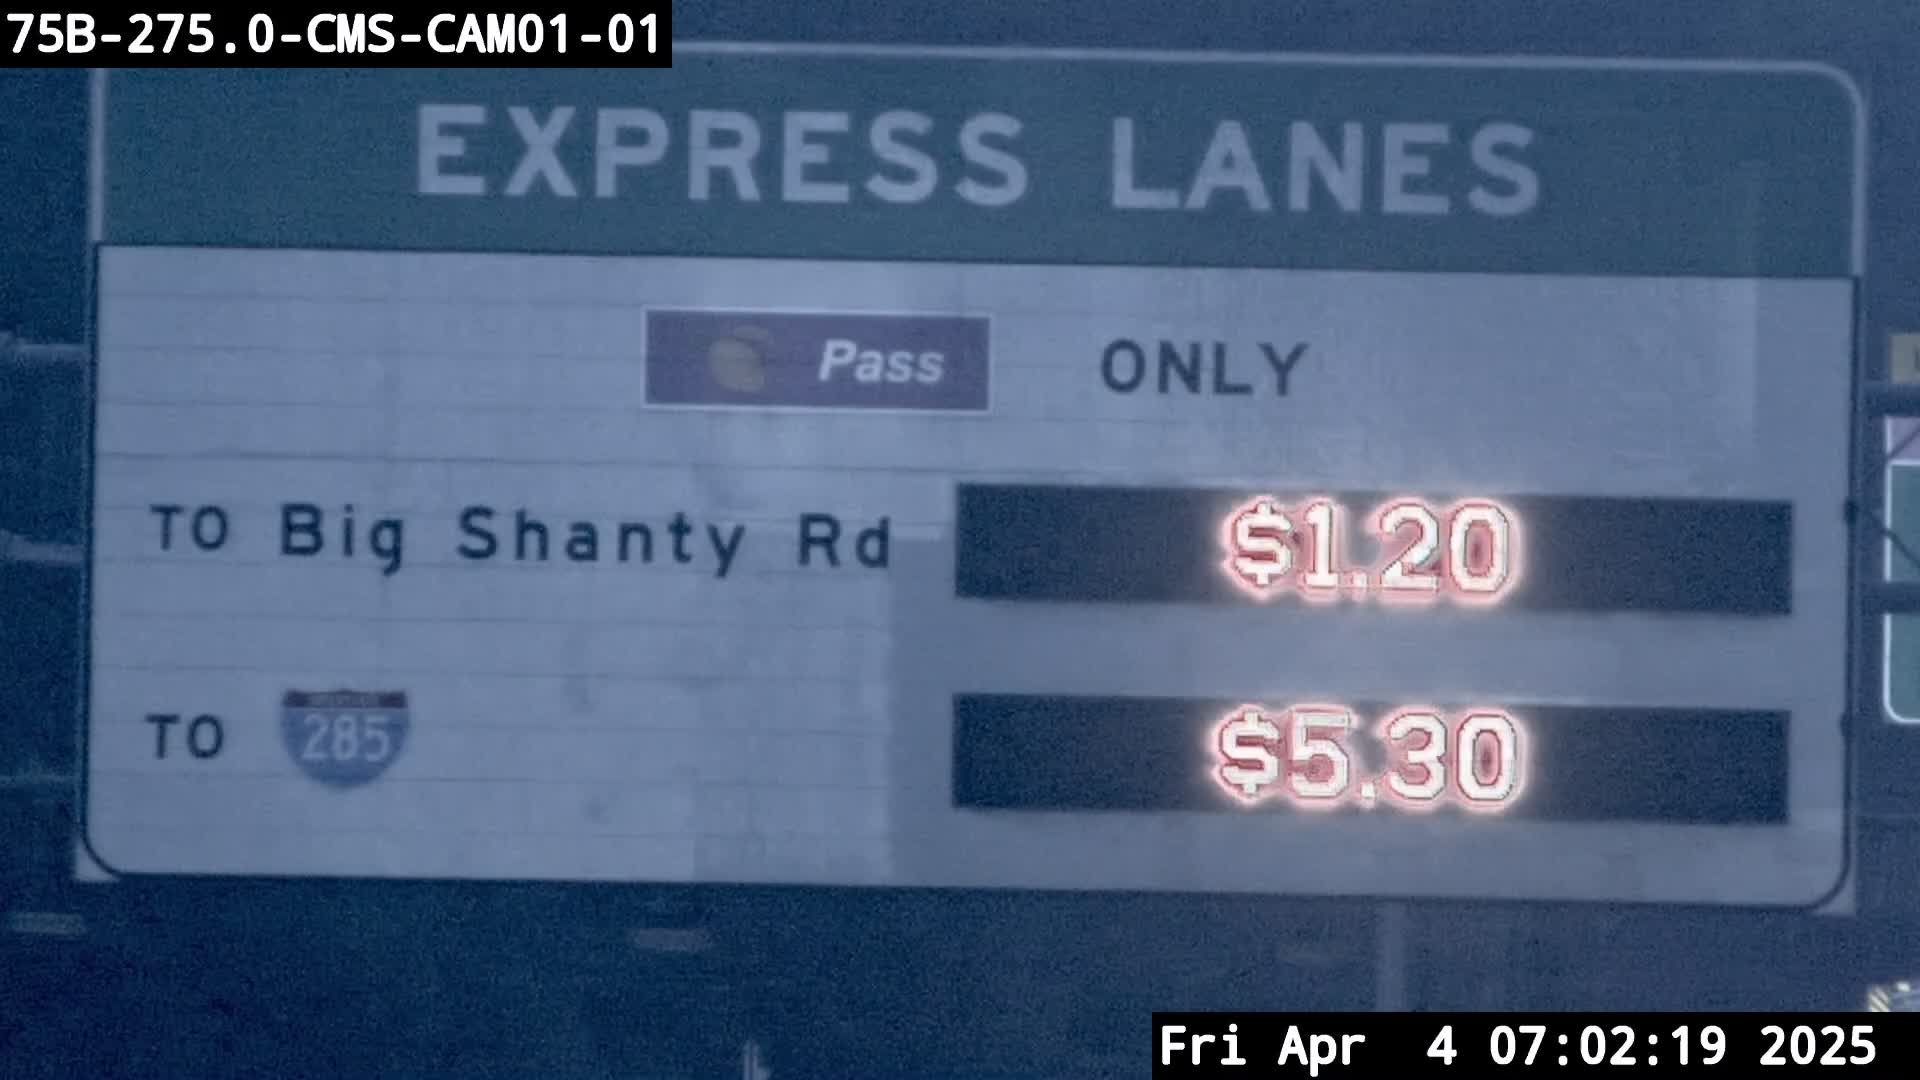 75B-275.0-CMS-CAM01-01
EXPRESS LANES
Pass ONLY
TO Big Shanty Rd $1.20
TO 285 $5.30
Fri Apr 4 07:02:19 2025